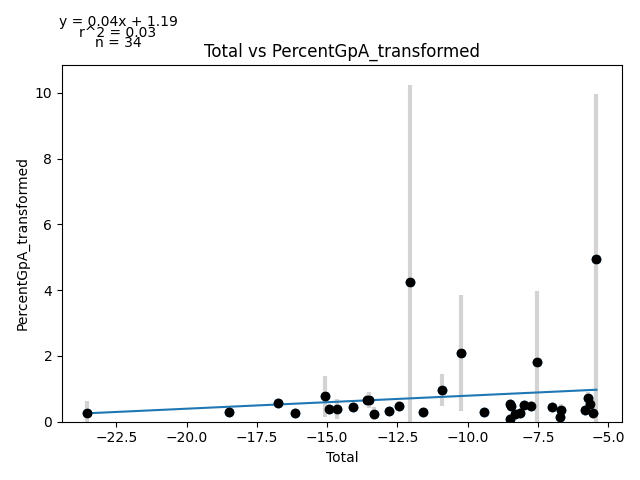 y = 0.04x + 1.19
r^2 = 0.03
n = 34
Total vs PercentGpA_transformed
PercentGpA_transformed
10
8
6
4
2
0
−22.5 −20.0 −17.5 −15.0 −12.5 −10.0 −7.5 −5.0
Total